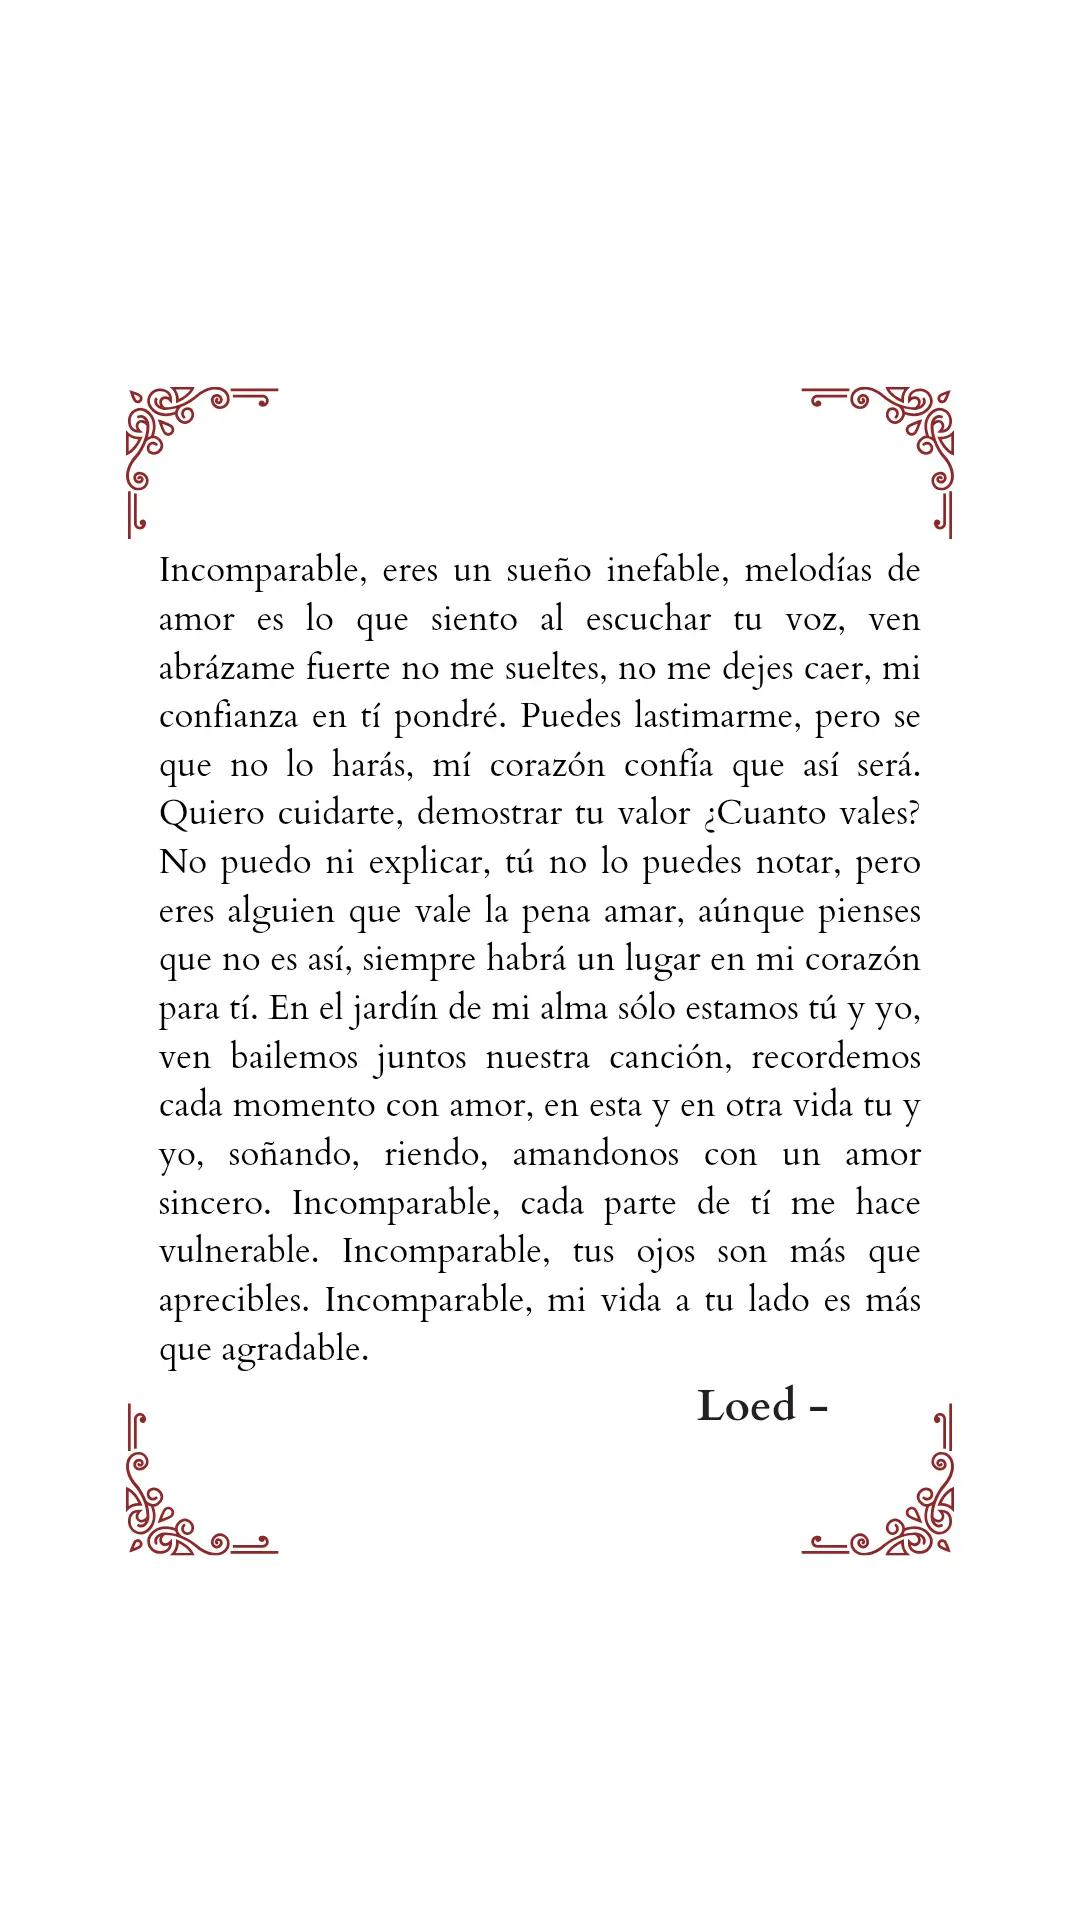 Incomparable, eres un sueño inefable, melodías de
amor es lo que siento al escuchar tu voz, ven
abrázame fuerte no me sueltes, no me dejes caer, mi
confianza en tí pondré. Puedes lastimarme, pero se
que no lo harás, mí corazón confía que así será.
Quiero cuidarte, demostrar tu valor ¿Cuanto vales?
No puedo ni explicar, tú no lo puedes notar, pero
eres alguien que vale la pena amar, aúnque pienses
que no es así, siempre habrá un lugar en mi corazón
para tí. En el jardín de mi alma sólo estamos tú y yo,
ven bailemos juntos nuestra canción, recordemos
cada momento con amor, en esta y en otra vida tu y
yo, soñando, riendo, amandonos con un amor
sincero. Incomparable, cada parte de tí me hace
vulnerable. Incomparable, tus ojos son más que
aprecibles. Incomparable, mi vida a tu lado es más
que agradable.
Loed -